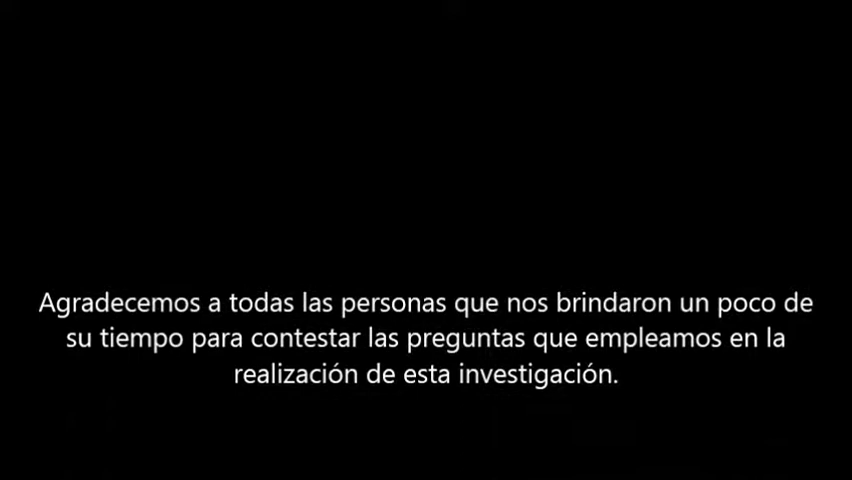 Agradecemos a todas las personas que nos brindaron un poco de
su tiempo para contestar las preguntas que empleamos en la
realización de esta investigación.